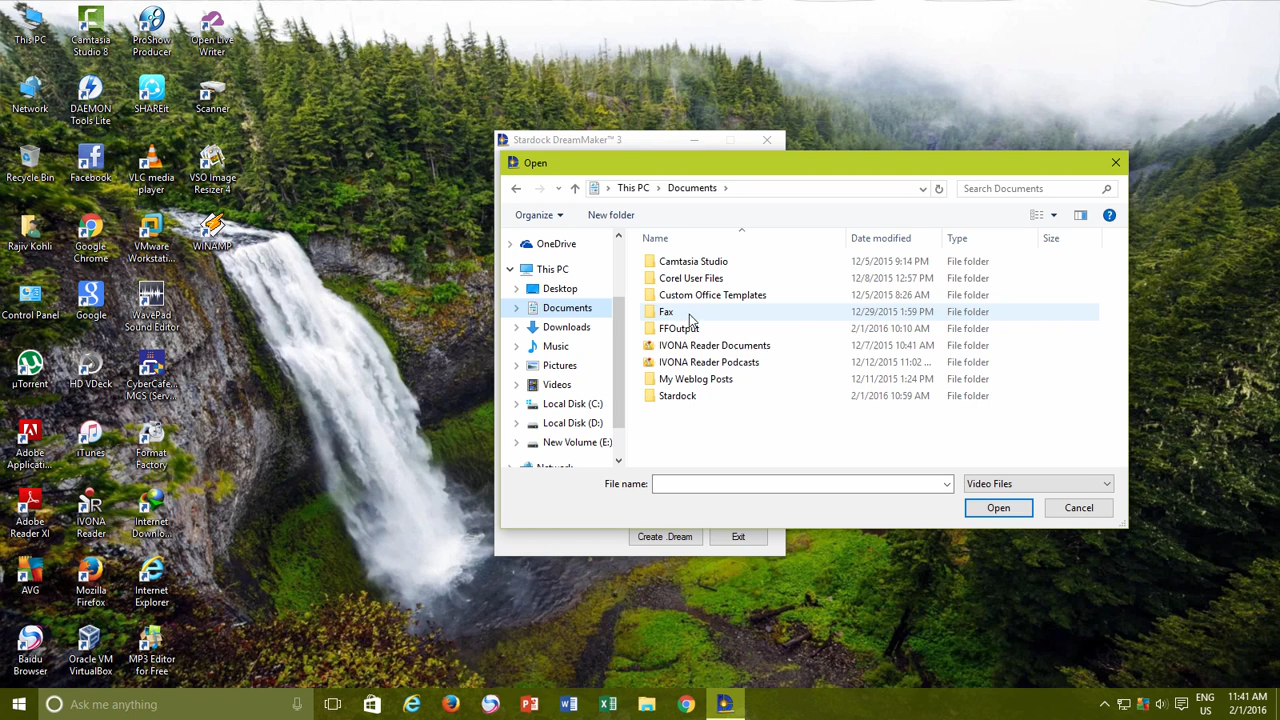 This PC
Camtasia Studio 8
ProShow Producer
Open Live Writer
Network
DAEMON Tools Lite
SHAREit
Scanner
Recycle Bin
Facebook
VLC media player
VSO Image Resizer 4
Rajiv Kohli
Google Chrome
VMware Workstati...
WINAMP
Control Panel
Google
WavePad Sound Editor
µTorrent
HD VDeck
CyberCafe... MCS (Serv...
Adobe Applicati...
iTunes
Format Factory
Adobe Reader XI
IVONA Reader
Internet Downlo...
AVG
Mozilla Firefox
Internet Explorer
Baidu Browser
Oracle VM VirtualBox
MP3 Editor for Free
Stardock DreamMaker™ 3
Open
This PC
Documents
Search Documents
Organize
New folder
Name
Date modified
Type
Size
OneDrive
This PC
Desktop
Documents
Downloads
Music
Pictures
Videos
Local Disk (C:)
Local Disk (D:)
New Volume (E:)
Network
Camtasia Studio 12/5/2015 9:14 PM File folder
Corel User Files 12/8/2015 12:57 PM File folder
Custom Office Templates 12/5/2015 8:26 AM File folder
Fax 12/29/2015 1:59 PM File folder
FFOutput 2/1/2016 10:10 AM File folder
IVONA Reader Documents 12/7/2015 10:41 AM File folder
IVONA Reader Podcasts 12/12/2015 11:02 ... File folder
My Weblog Posts 12/11/2015 1:24 PM File folder
Stardock 2/1/2016 10:59 AM File folder
File name:
Video Files
Open
Cancel
Create .Dream
Exit
Ask me anything
ENG
US
11:41 AM
2/1/2016